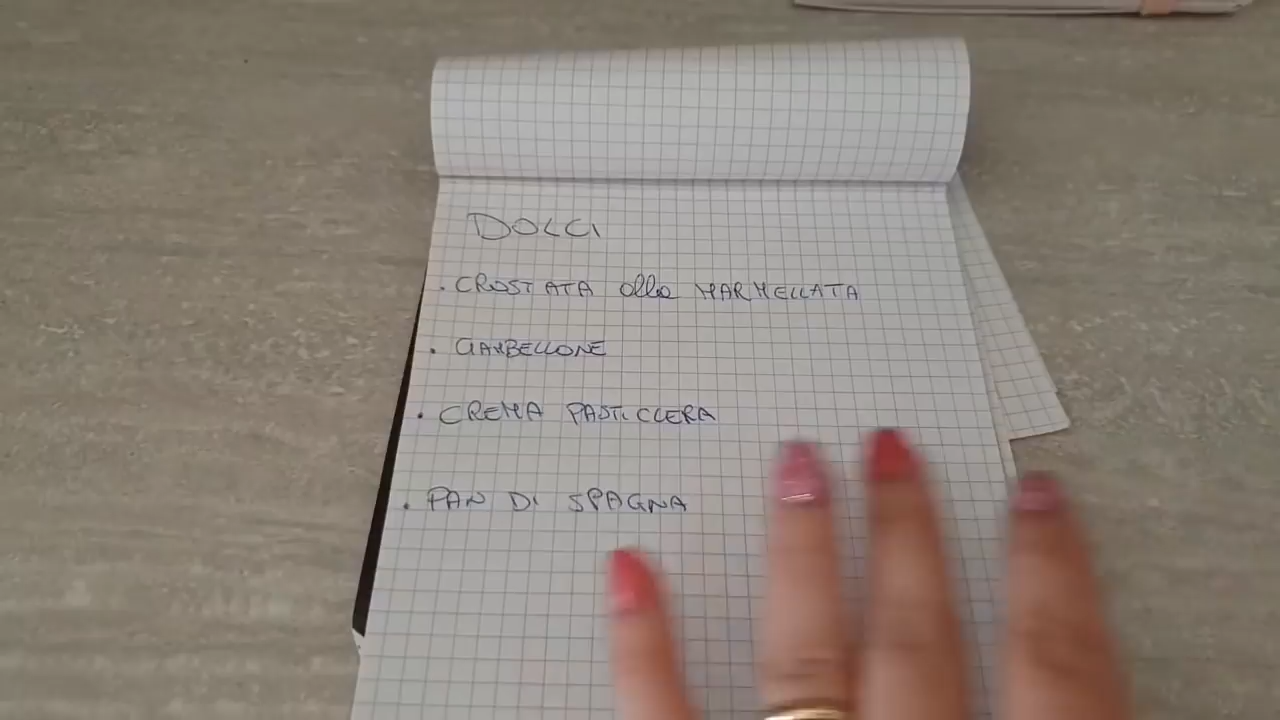 DOLCI
. CROSTATA alla MARMELLATA
. CIAMBELLONE
. CREMA PASTICCERA
. PAN DI SPAGNA